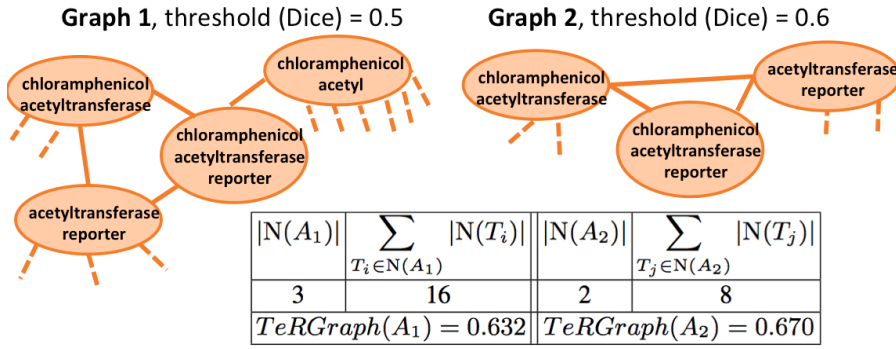 Graph 1, threshold (Dice) = 0.5
Graph 2, threshold (Dice) = 0.6
chloramphenicol
acetyltransferase
chloramphenicol
acetyl
chloramphenicol
acetyltransferase
reporter
acetyltransferase
reporter
chloramphenicol
acetyltransferase
acetyltransferase
reporter
chloramphenicol
acetyltransferase
reporter
|N(A₁)| ∑ |N(Tᵢ)| |N(A₂)| ∑ |N(Tⱼ)|
Tᵢ∈N(A₁) Tⱼ∈N(A₂)
3 16 2 8
TeRGraph(A₁) = 0.632 TeRGraph(A₂) = 0.670